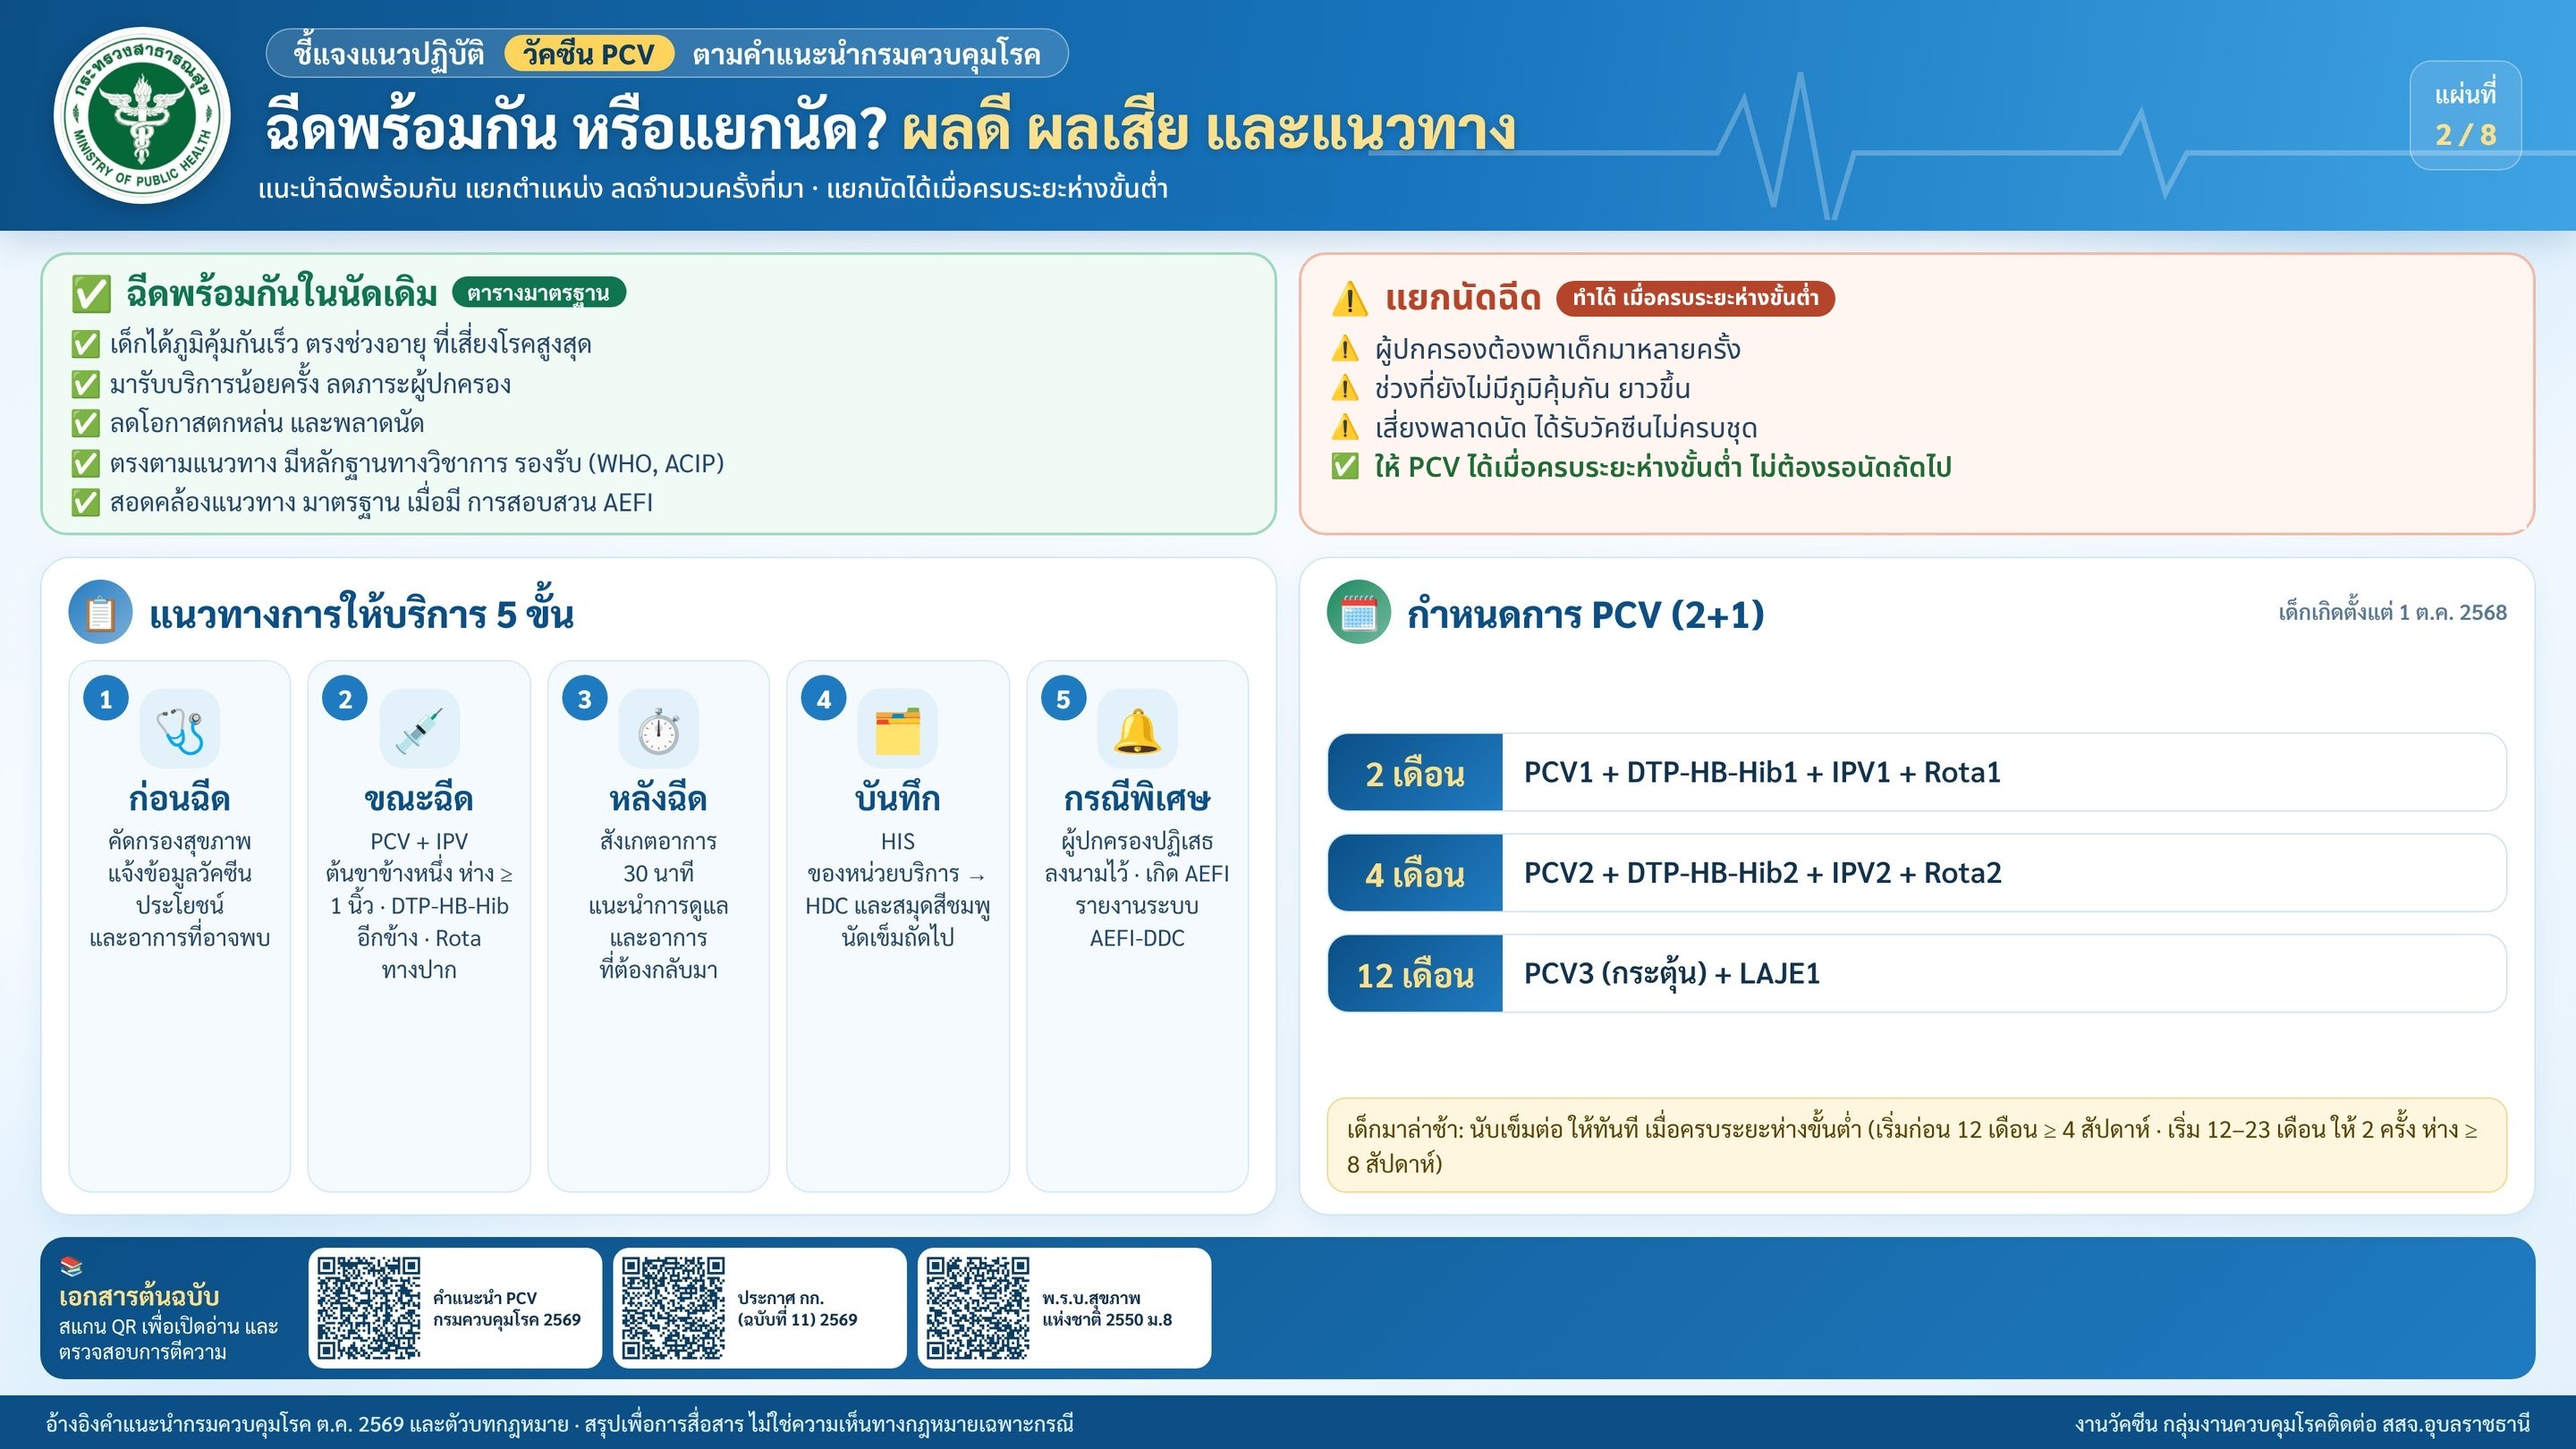 กระทรวงสาธารณสุข
MINISTRY OF PUBLIC HEALTH
ชี้แจงแนวปฏิบัติ วัคซีน PCV ตามคำแนะนำกรมควบคุมโรค
ฉีดพร้อมกัน หรือแยกนัด? ผลดี ผลเสีย และแนวทาง
แนะนำฉีดพร้อมกัน แยกตำแหน่ง ลดจำนวนครั้งที่มา · แยกนัดได้เมื่อครบระยะห่างขั้นต่ำ
แผ่นที่
2 / 8
✅ ฉีดพร้อมกันในนัดเดิม ตารางมาตรฐาน
✅ เด็กได้ภูมิคุ้มกันเร็ว ตรงช่วงอายุ ที่เสี่ยงโรคสูงสุด
✅ มารับบริการน้อยครั้ง ลดภาระผู้ปกครอง
✅ ลดโอกาสตกหล่น และพลาดนัด
✅ ตรงตามแนวทาง มีหลักฐานทางวิชาการ รองรับ (WHO, ACIP)
✅ สอดคล้องแนวทาง มาตรฐาน เมื่อมี การสอบสวน AEFI
⚠️ แยกนัดฉีด ทำได้ เมื่อครบระยะห่างขั้นต่ำ
⚠️ ผู้ปกครองต้องพาเด็กมาหลายครั้ง
⚠️ ช่วงที่ยังไม่มีภูมิคุ้มกัน ยาวขึ้น
⚠️ เสี่ยงพลาดนัด ได้รับวัคซีนไม่ครบชุด
✅ ให้ PCV ได้เมื่อครบระยะห่างขั้นต่ำ ไม่ต้องรอนัดถัดไป
แนวทางการให้บริการ 5 ขั้น
1
ก่อนฉีด
คัดกรองสุขภาพ
แจ้งข้อมูลวัคซีน
ประโยชน์
และอาการที่อาจพบ
2
ขณะฉีด
PCV + IPV
ต้นขาข้างหนึ่ง ห่าง ≥
1 นิ้ว · DTP-HB-Hib
อีกข้าง · Rota
ทางปาก
3
หลังฉีด
สังเกตอาการ
30 นาที
แนะนำการดูแล
และอาการ
ที่ต้องกลับมา
4
บันทึก
HIS
ของหน่วยบริการ →
HDC และสมุดสีชมพู
นัดเข็มถัดไป
5
กรณีพิเศษ
ผู้ปกครองปฏิเสธ
ลงนามไว้ · เกิด AEFI
รายงานระบบ
AEFI-DDC
กำหนดการ PCV (2+1)
เด็กเกิดตั้งแต่ 1 ต.ค. 2568
2 เดือน PCV1 + DTP-HB-Hib1 + IPV1 + Rota1
4 เดือน PCV2 + DTP-HB-Hib2 + IPV2 + Rota2
12 เดือน PCV3 (กระตุ้น) + LAJE1
เด็กมาล่าช้า: นับเข็มต่อ ให้ทันที เมื่อครบระยะห่างขั้นต่ำ (เริ่มก่อน 12 เดือน ≥ 4 สัปดาห์ · เริ่ม 12–23 เดือน ให้ 2 ครั้ง ห่าง ≥
8 สัปดาห์)
เอกสารต้นฉบับ
สแกน QR เพื่อเปิดอ่าน และ
ตรวจสอบการตีความ
คำแนะนำ PCV
กรมควบคุมโรค 2569
ประกาศ กก.
(ฉบับที่ 11) 2569
พ.ร.บ.สุขภาพ
แห่งชาติ 2550 ม.8
อ้างอิงคำแนะนำกรมควบคุมโรค ต.ค. 2569 และตัวบทกฎหมาย · สรุปเพื่อการสื่อสาร ไม่ใช่ความเห็นทางกฎหมายเฉพาะกรณี
งานวัคซีน กลุ่มงานควบคุมโรคติดต่อ สสจ.อุบลราชธานี